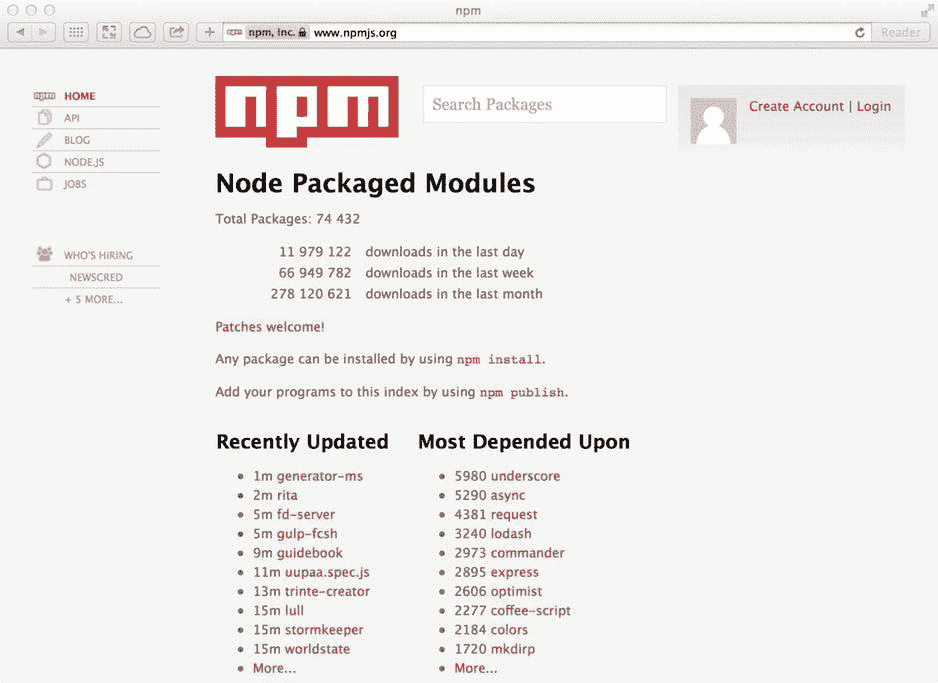 npm
npm, Inc. www.npmjs.org
Reader
HOME
API
BLOG
NODE.JS
JOBS
WHO'S HIRING
NEWSCRED
+ 5 MORE...
npm
Search Packages
Create Account | Login
Node Packaged Modules
Total Packages: 74 432
11 979 122 downloads in the last day
66 949 782 downloads in the last week
278 120 621 downloads in the last month
Patches welcome!
Any package can be installed by using npm install.
Add your programs to this index by using npm publish.
Recently Updated
1m generator-ms
2m rita
5m fd-server
5m gulp-fcsh
9m guidebook
11m uupaa.spec.js
13m trinte-creator
15m lull
15m stormkeeper
15m worldstate
More...
Most Depended Upon
5980 underscore
5290 async
4381 request
3240 lodash
2973 commander
2895 express
2606 optimist
2277 coffee-script
2184 colors
1720 mkdirp
More...